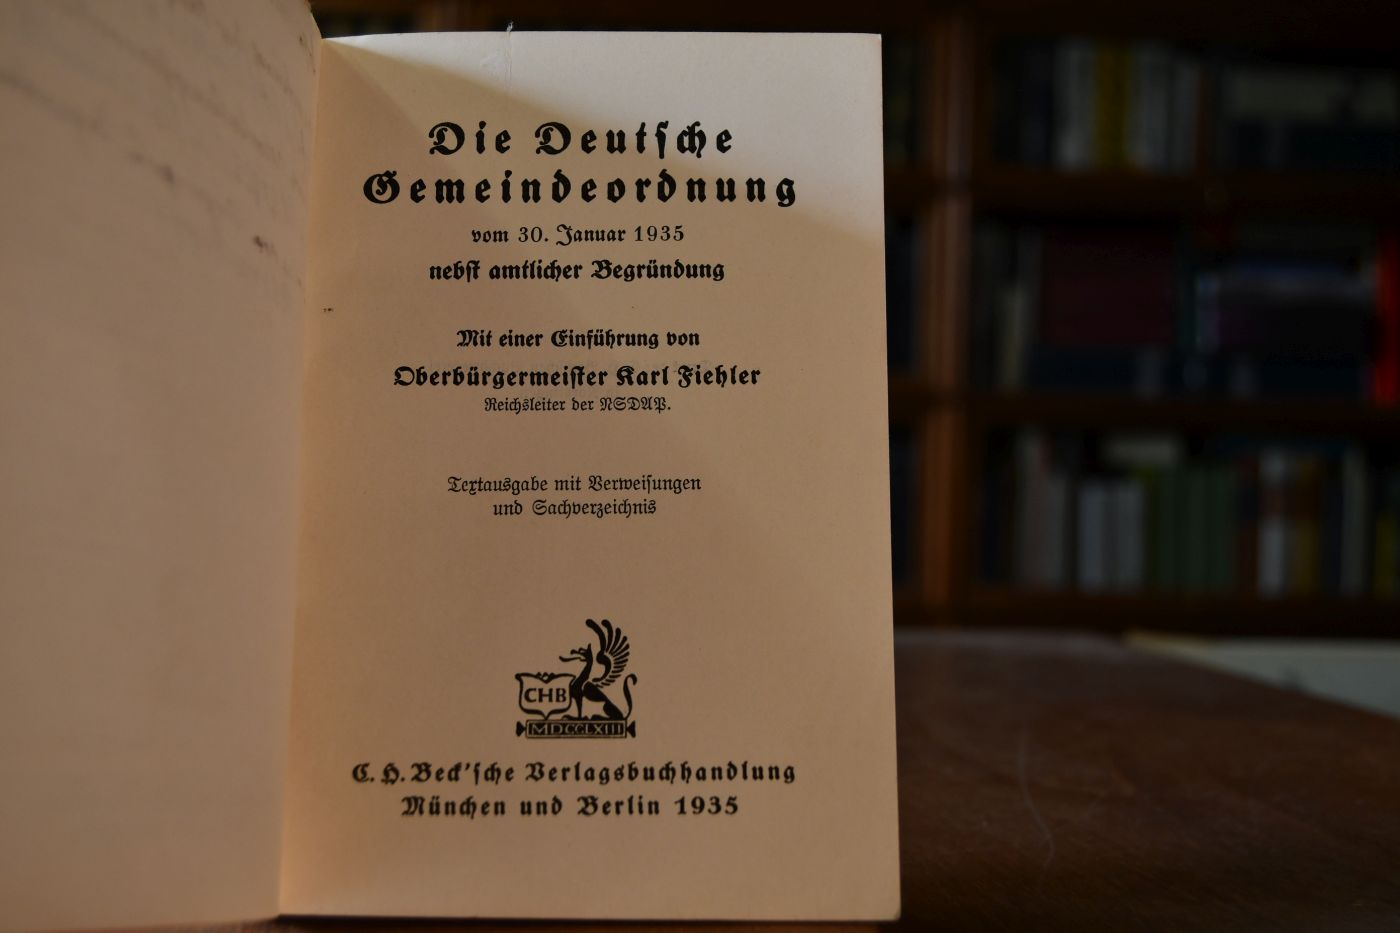 Die Deutsche
Gemeindeordnung
vom 30. Januar 1935
nebst amtlicher Begründung
Mit einer Einführung von
Oberbürgermeister Karl Fiehler
Reichsleiter der NSDAP.
Textausgabe mit Verweisungen
und Sachverzeichnis
CHB
MDCCLXIII
C. H. Beck'sche Verlagsbuchhandlung
München und Berlin 1935